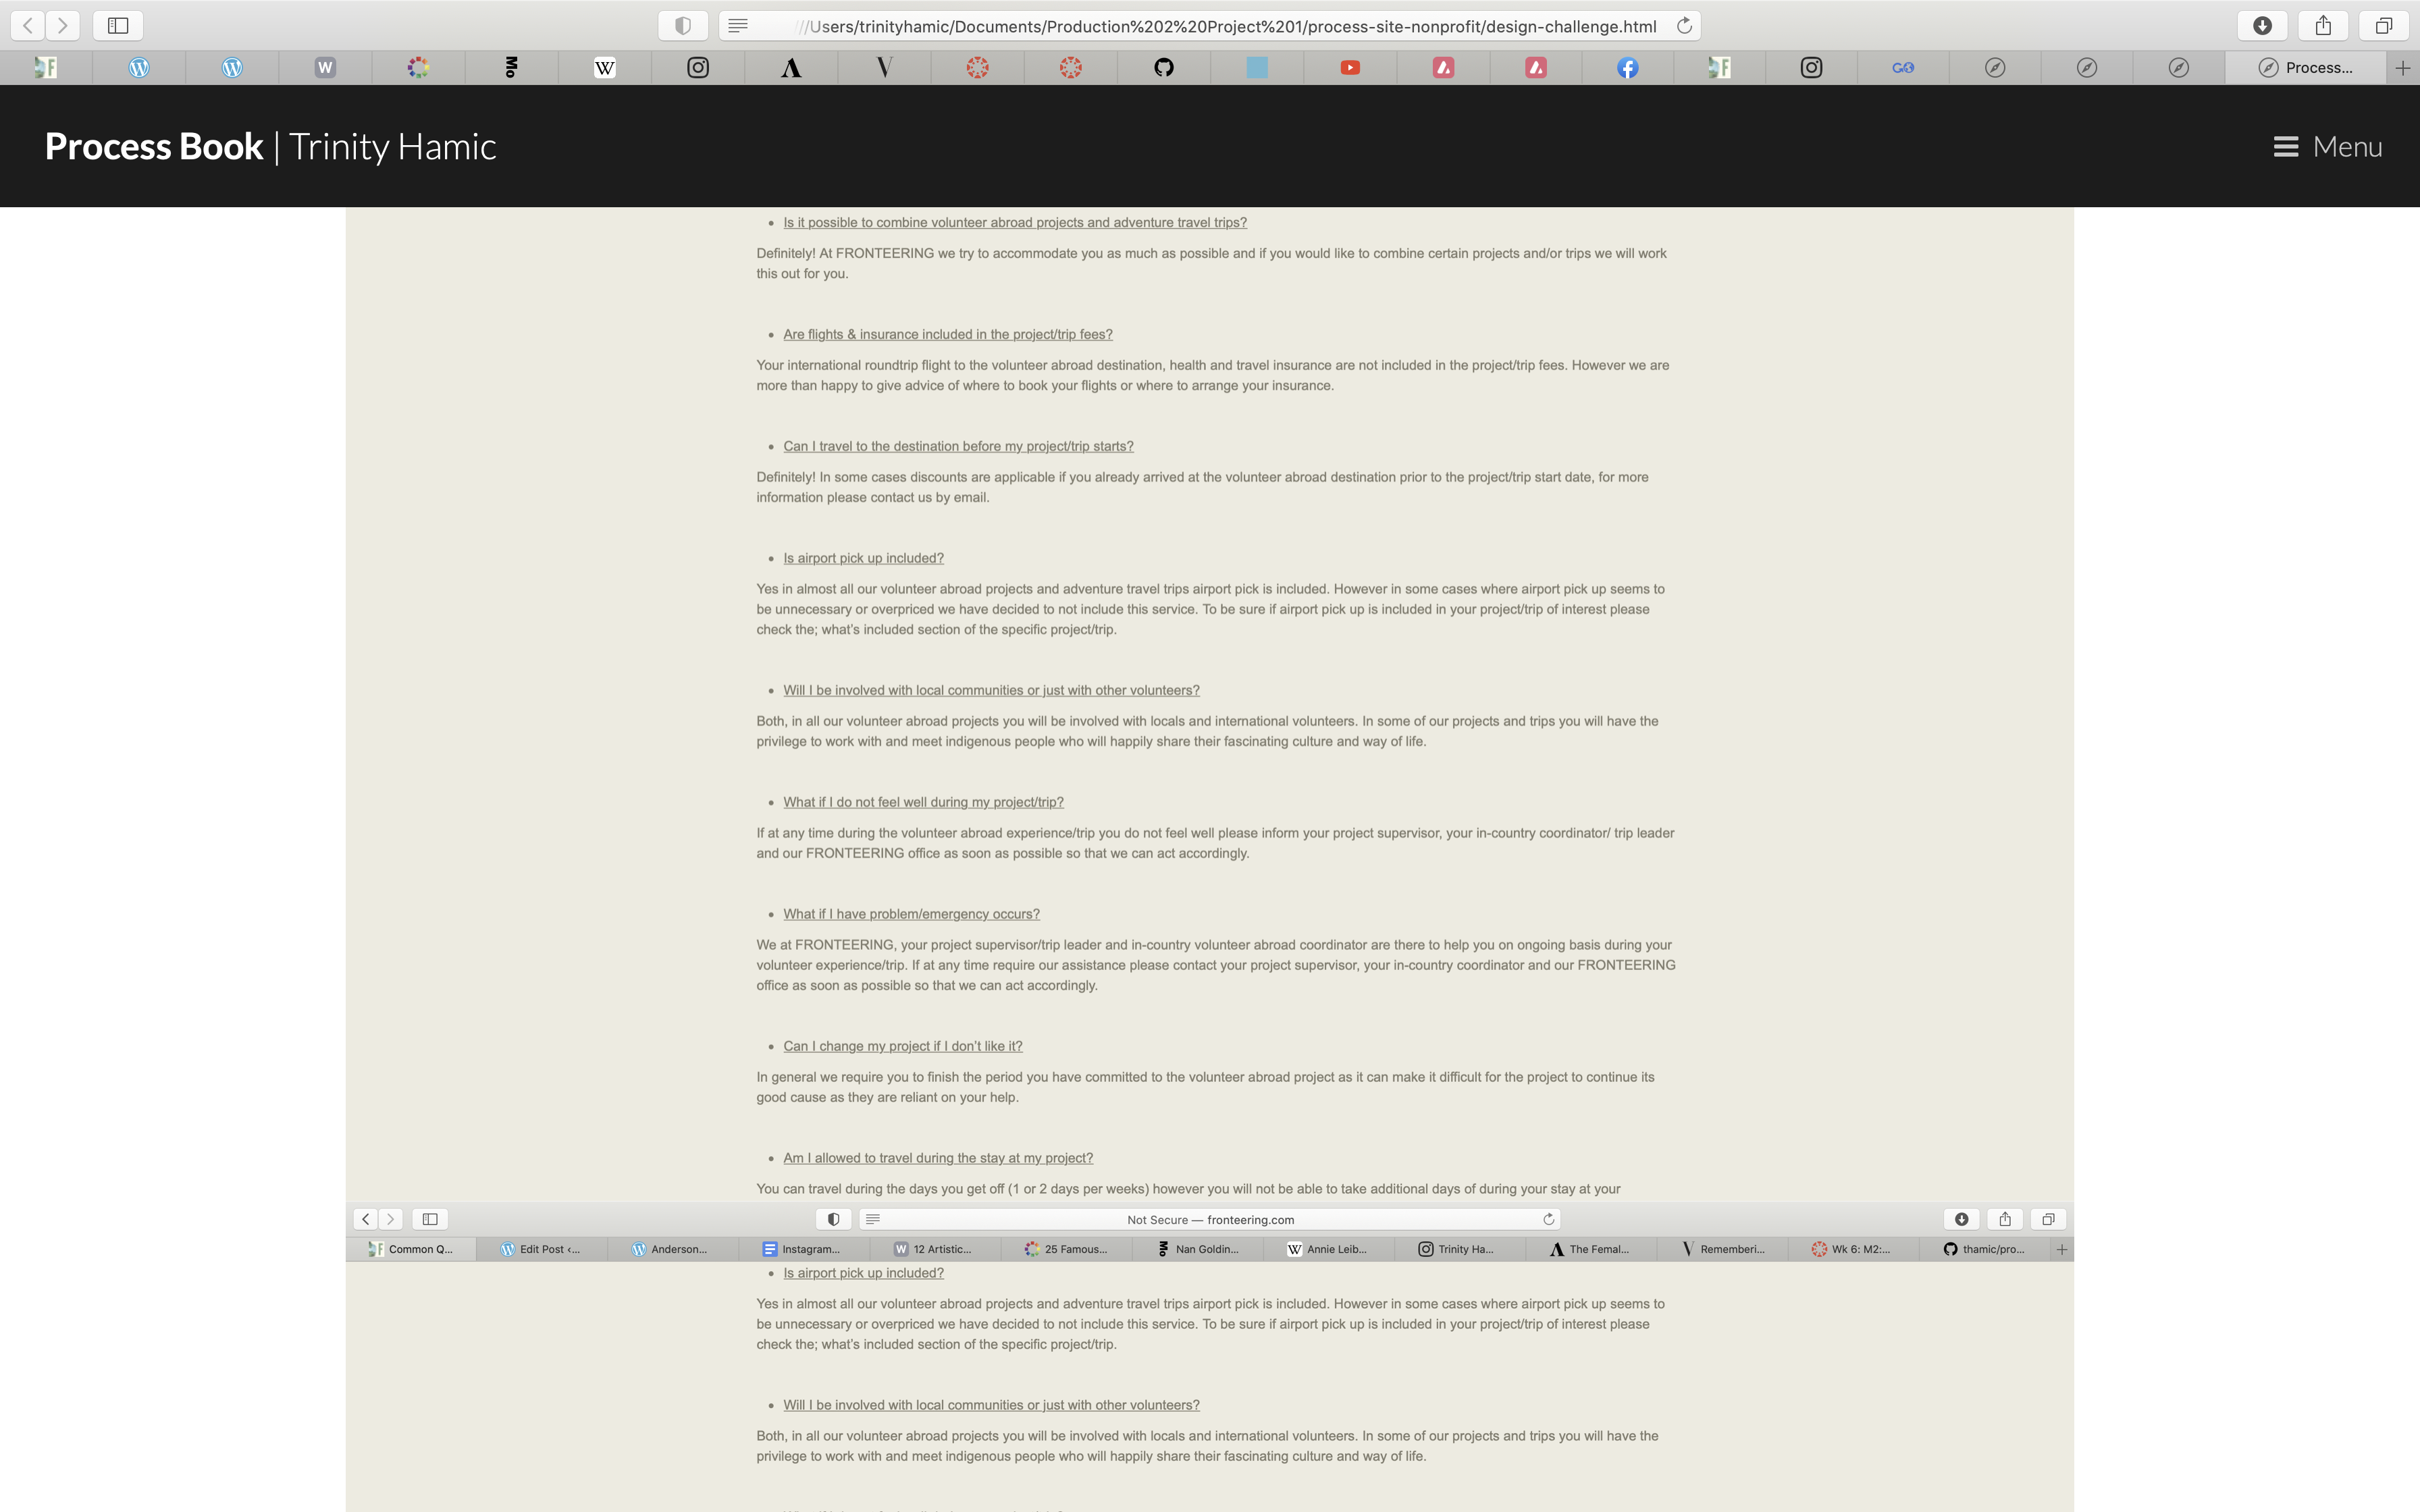 ///Users/trinityhamic/Documents/Production%202%20Project%201/process-site-nonprofit/design-challenge.html
F
W
Mo
W
Process...
Process Book | Trinity Hamic
Menu
• Is it possible to combine volunteer abroad projects and adventure travel trips?
Definitely! At FRONTEERING we try to accommodate you as much as possible and if you would like to combine certain projects and/or trips we will work
this out for you.
• Are flights & insurance included in the project/trip fees?
Your international roundtrip flight to the volunteer abroad destination, health and travel insurance are not included in the project/trip fees. However we are
more than happy to give advice of where to book your flights or where to arrange your insurance.
• Can I travel to the destination before my project/trip starts?
Definitely! In some cases discounts are applicable if you already arrived at the volunteer abroad destination prior to the project/trip start date, for more
information please contact us by email.
• Is airport pick up included?
Yes in almost all our volunteer abroad projects and adventure travel trips airport pick is included. However in some cases where airport pick up seems to
be unnecessary or overpriced we have decided to not include this service. To be sure if airport pick up is included in your project/trip of interest please
check the; what's included section of the specific project/trip.
• Will I be involved with local communities or just with other volunteers?
Both, in all our volunteer abroad projects you will be involved with locals and international volunteers. In some of our projects and trips you will have the
privilege to work with and meet indigenous people who will happily share their fascinating culture and way of life.
• What if I do not feel well during my project/trip?
If at any time during the volunteer abroad experience/trip you do not feel well please inform your project supervisor, your in-country coordinator/ trip leader
and our FRONTEERING office as soon as possible so that we can act accordingly.
• What if I have problem/emergency occurs?
We at FRONTEERING, your project supervisor/trip leader and in-country volunteer abroad coordinator are there to help you on ongoing basis during your
volunteer experience/trip. If at any time require our assistance please contact your project supervisor, your in-country coordinator and our FRONTEERING
office as soon as possible so that we can act accordingly.
• Can I change my project if I don't like it?
In general we require you to finish the period you have committed to the volunteer abroad project as it can make it difficult for the project to continue its
good cause as they are reliant on your help.
• Am I allowed to travel during the stay at my project?
You can travel during the days you get off (1 or 2 days per weeks) however you will not be able to take additional days of during your stay at your
Not Secure — fronteering.com
Common Q...
Edit Post ‹...
Anderson...
Instagram...
12 Artistic...
25 Famous...
Nan Goldin...
Annie Leib...
Trinity Ha...
The Femal...
Rememberi...
Wk 6: M2:...
thamic/pro...
• Is airport pick up included?
Yes in almost all our volunteer abroad projects and adventure travel trips airport pick is included. However in some cases where airport pick up seems to
be unnecessary or overpriced we have decided to not include this service. To be sure if airport pick up is included in your project/trip of interest please
check the; what's included section of the specific project/trip.
• Will I be involved with local communities or just with other volunteers?
Both, in all our volunteer abroad projects you will be involved with locals and international volunteers. In some of our projects and trips you will have the
privilege to work with and meet indigenous people who will happily share their fascinating culture and way of life.